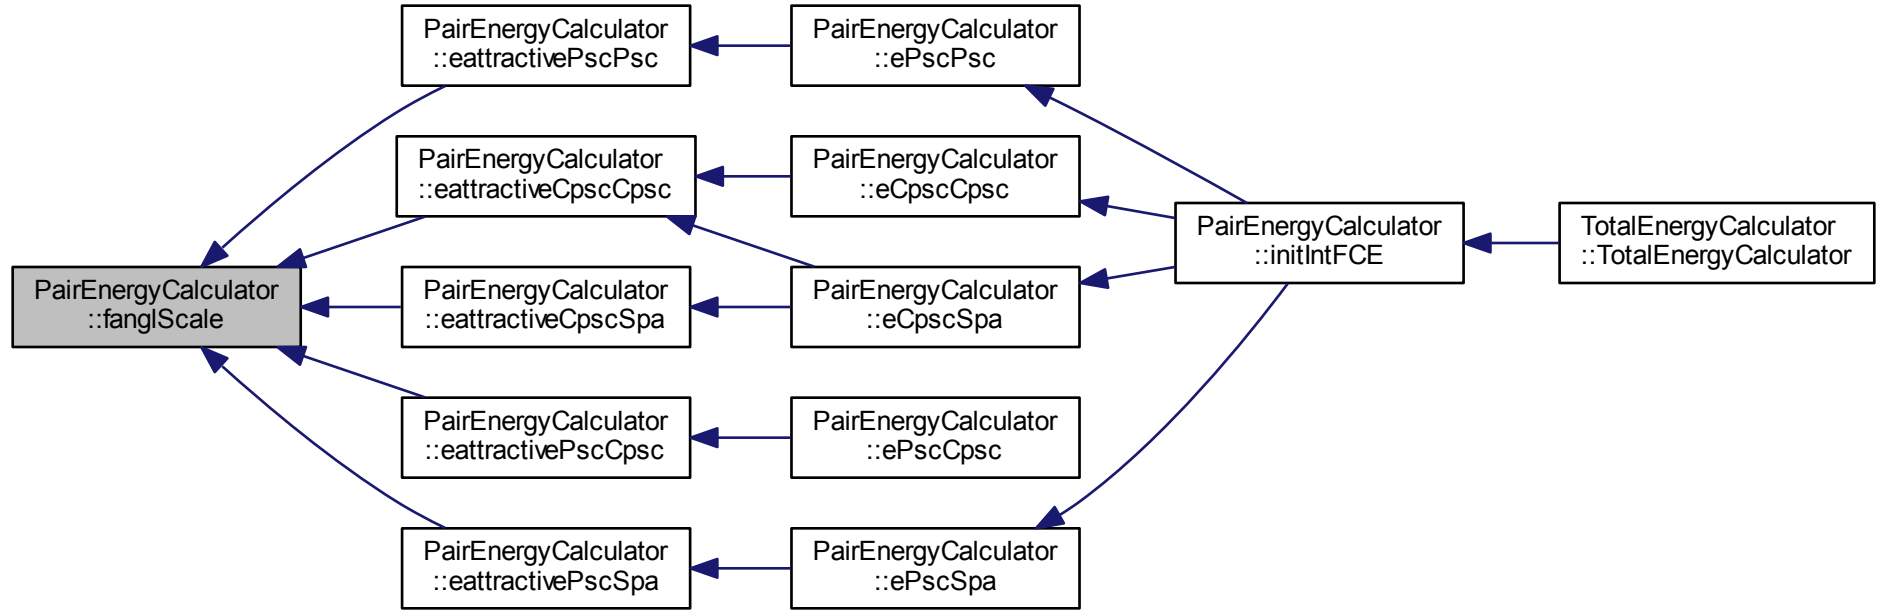 PairEnergyCalculator
::eattractivePscPsc
PairEnergyCalculator
::ePscPsc
PairEnergyCalculator
::eattractiveCpscCpsc
PairEnergyCalculator
::eCpscCpsc
PairEnergyCalculator
::initIntFCE
TotalEnergyCalculator
::TotalEnergyCalculator
PairEnergyCalculator
::fanglScale
PairEnergyCalculator
::eattractiveCpscSpa
PairEnergyCalculator
::eCpscSpa
PairEnergyCalculator
::eattractivePscCpsc
PairEnergyCalculator
::ePscCpsc
PairEnergyCalculator
::eattractivePscSpa
PairEnergyCalculator
::ePscSpa